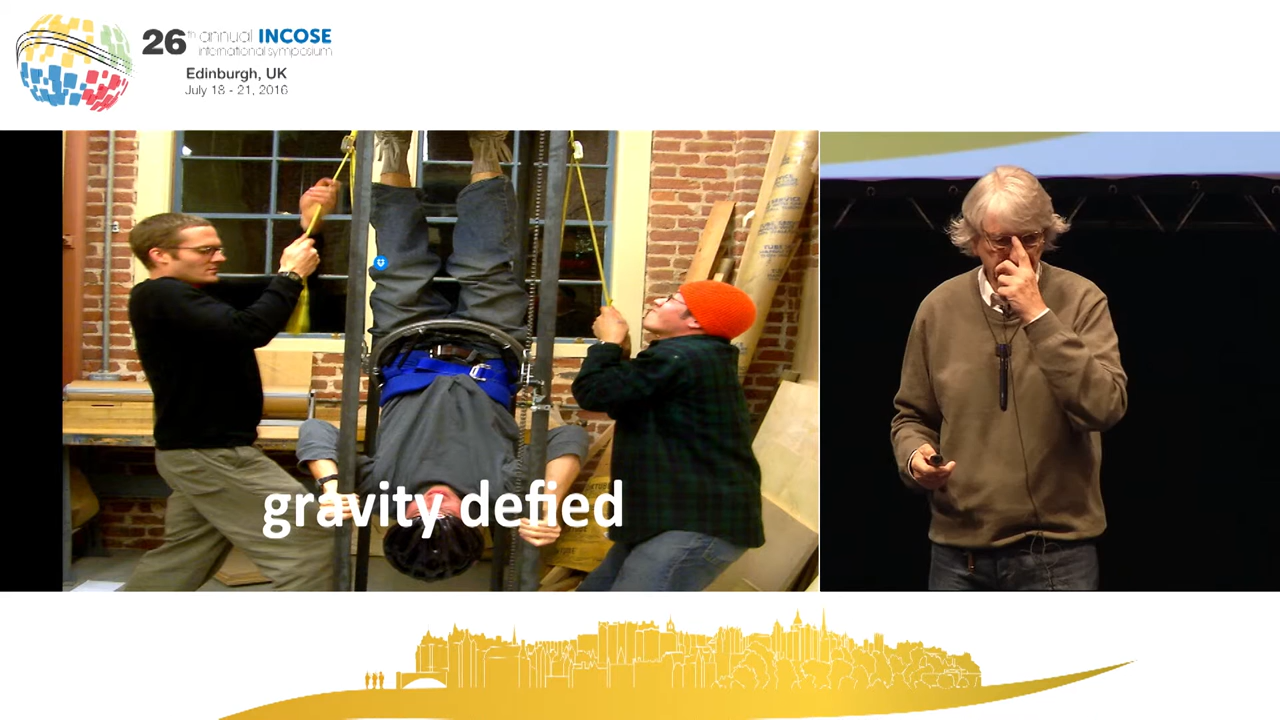 26th annual INCOSE
international symposium
Edinburgh, UK
July 18 - 21, 2016
gravity defied